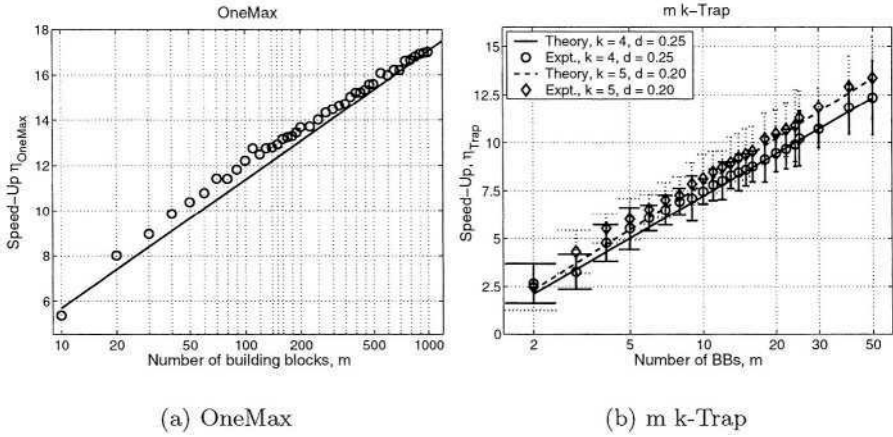 OneMax
Speed-Up ηOneMax
18
16
14
12
10
8
6
10
20
50
100
200
500
1000
Number of building blocks, m
(a) OneMax
m k-Trap
Speed-Up, ηTrap
15
12.5
10
7.5
5
2.5
0
Theory, k = 4, d = 0.25
Expt., k = 4, d = 0.25
Theory, k = 5, d = 0.20
Expt., k = 5, d = 0.20
2
5
10
20
30
50
Number of BBs, m
(b) m k-Trap